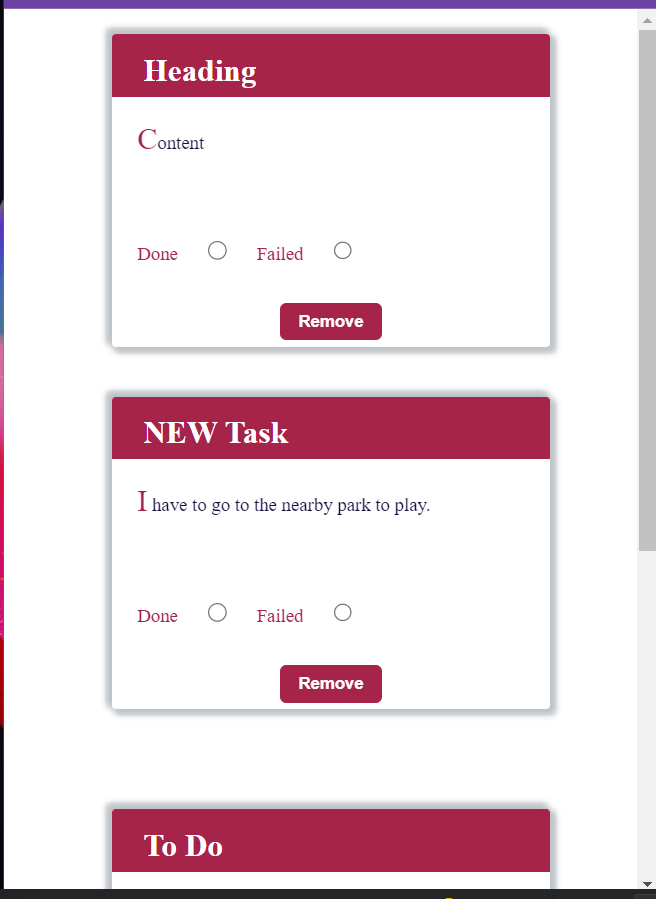 Heading
Content
Done Failed
Remove
NEW Task
I have to go to the nearby park to play.
Done Failed
Remove
To Do